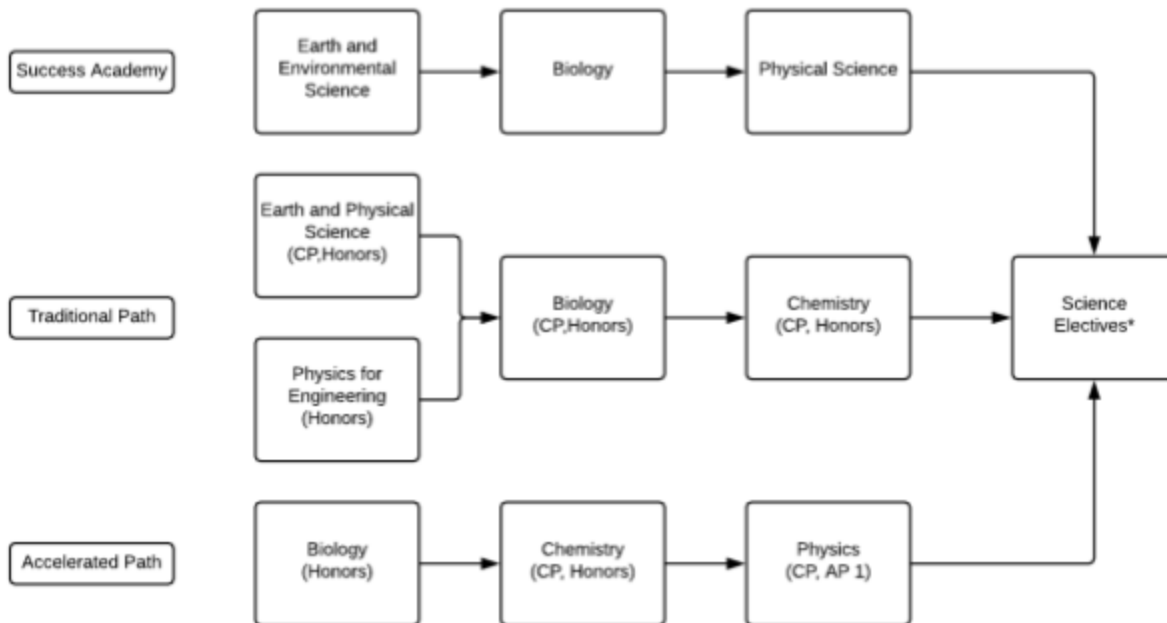 Success Academy
Earth and
Environmental
Science
Biology
Physical Science
Traditional Path
Earth and Physical
Science
(CP,Honors)
Physics for
Engineering
(Honors)
Biology
(CP,Honors)
Chemistry
(CP, Honors)
Science
Electives*
Accelerated Path
Biology
(Honors)
Chemistry
(CP, Honors)
Physics
(CP, AP 1)